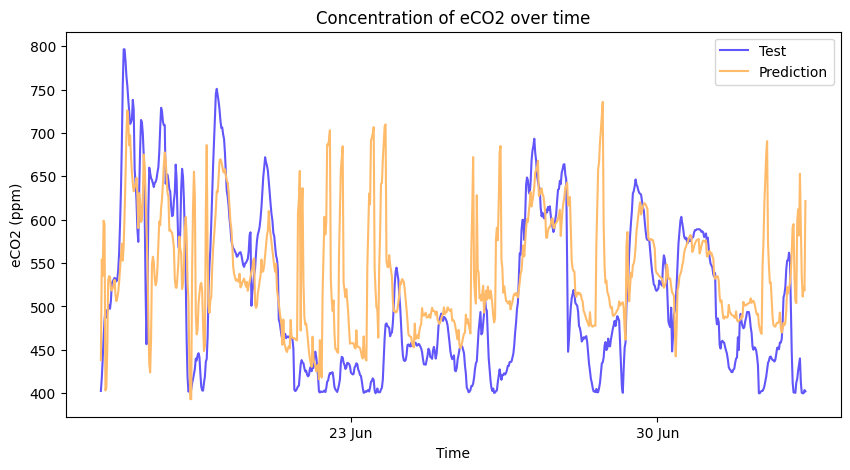 Concentration of eCO2 over time
Test
Prediction
eCO2 (ppm)
800
750
700
650
600
550
500
450
400
23 Jun
30 Jun
Time